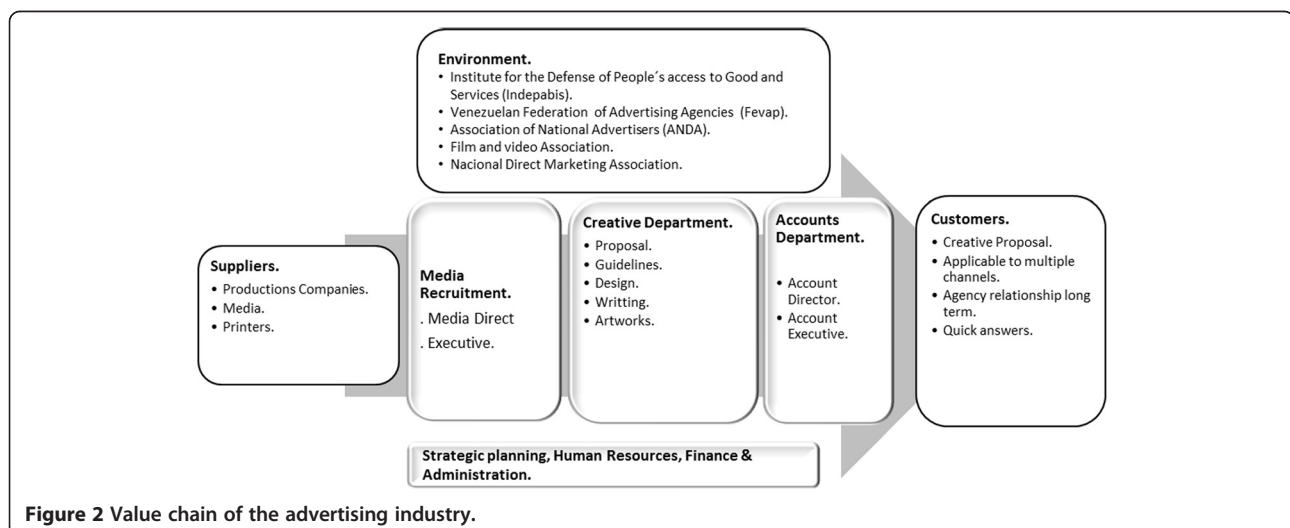 Environment.
• Institute for the Defense of People´s access to Good and
Services (Indepabis).
• Venezuelan Federation of Advertising Agencies (Fevap).
• Association of National Advertisers (ANDA).
• Film and video Association.
• Nacional Direct Marketing Association.
Suppliers.
• Productions Companies.
• Media.
• Printers.
Media
Recruitment.
. Media Direct
. Executive.
Creative Department.
• Proposal.
• Guidelines.
• Design.
• Writting.
• Artworks.
Accounts
Department.
• Account
Director.
• Account
Executive.
Customers.
• Creative Proposal.
• Applicable to multiple
channels.
• Agency relationship long
term.
• Quick answers.
Strategic planning, Human Resources, Finance &
Administration.
Figure 2 Value chain of the advertising industry.